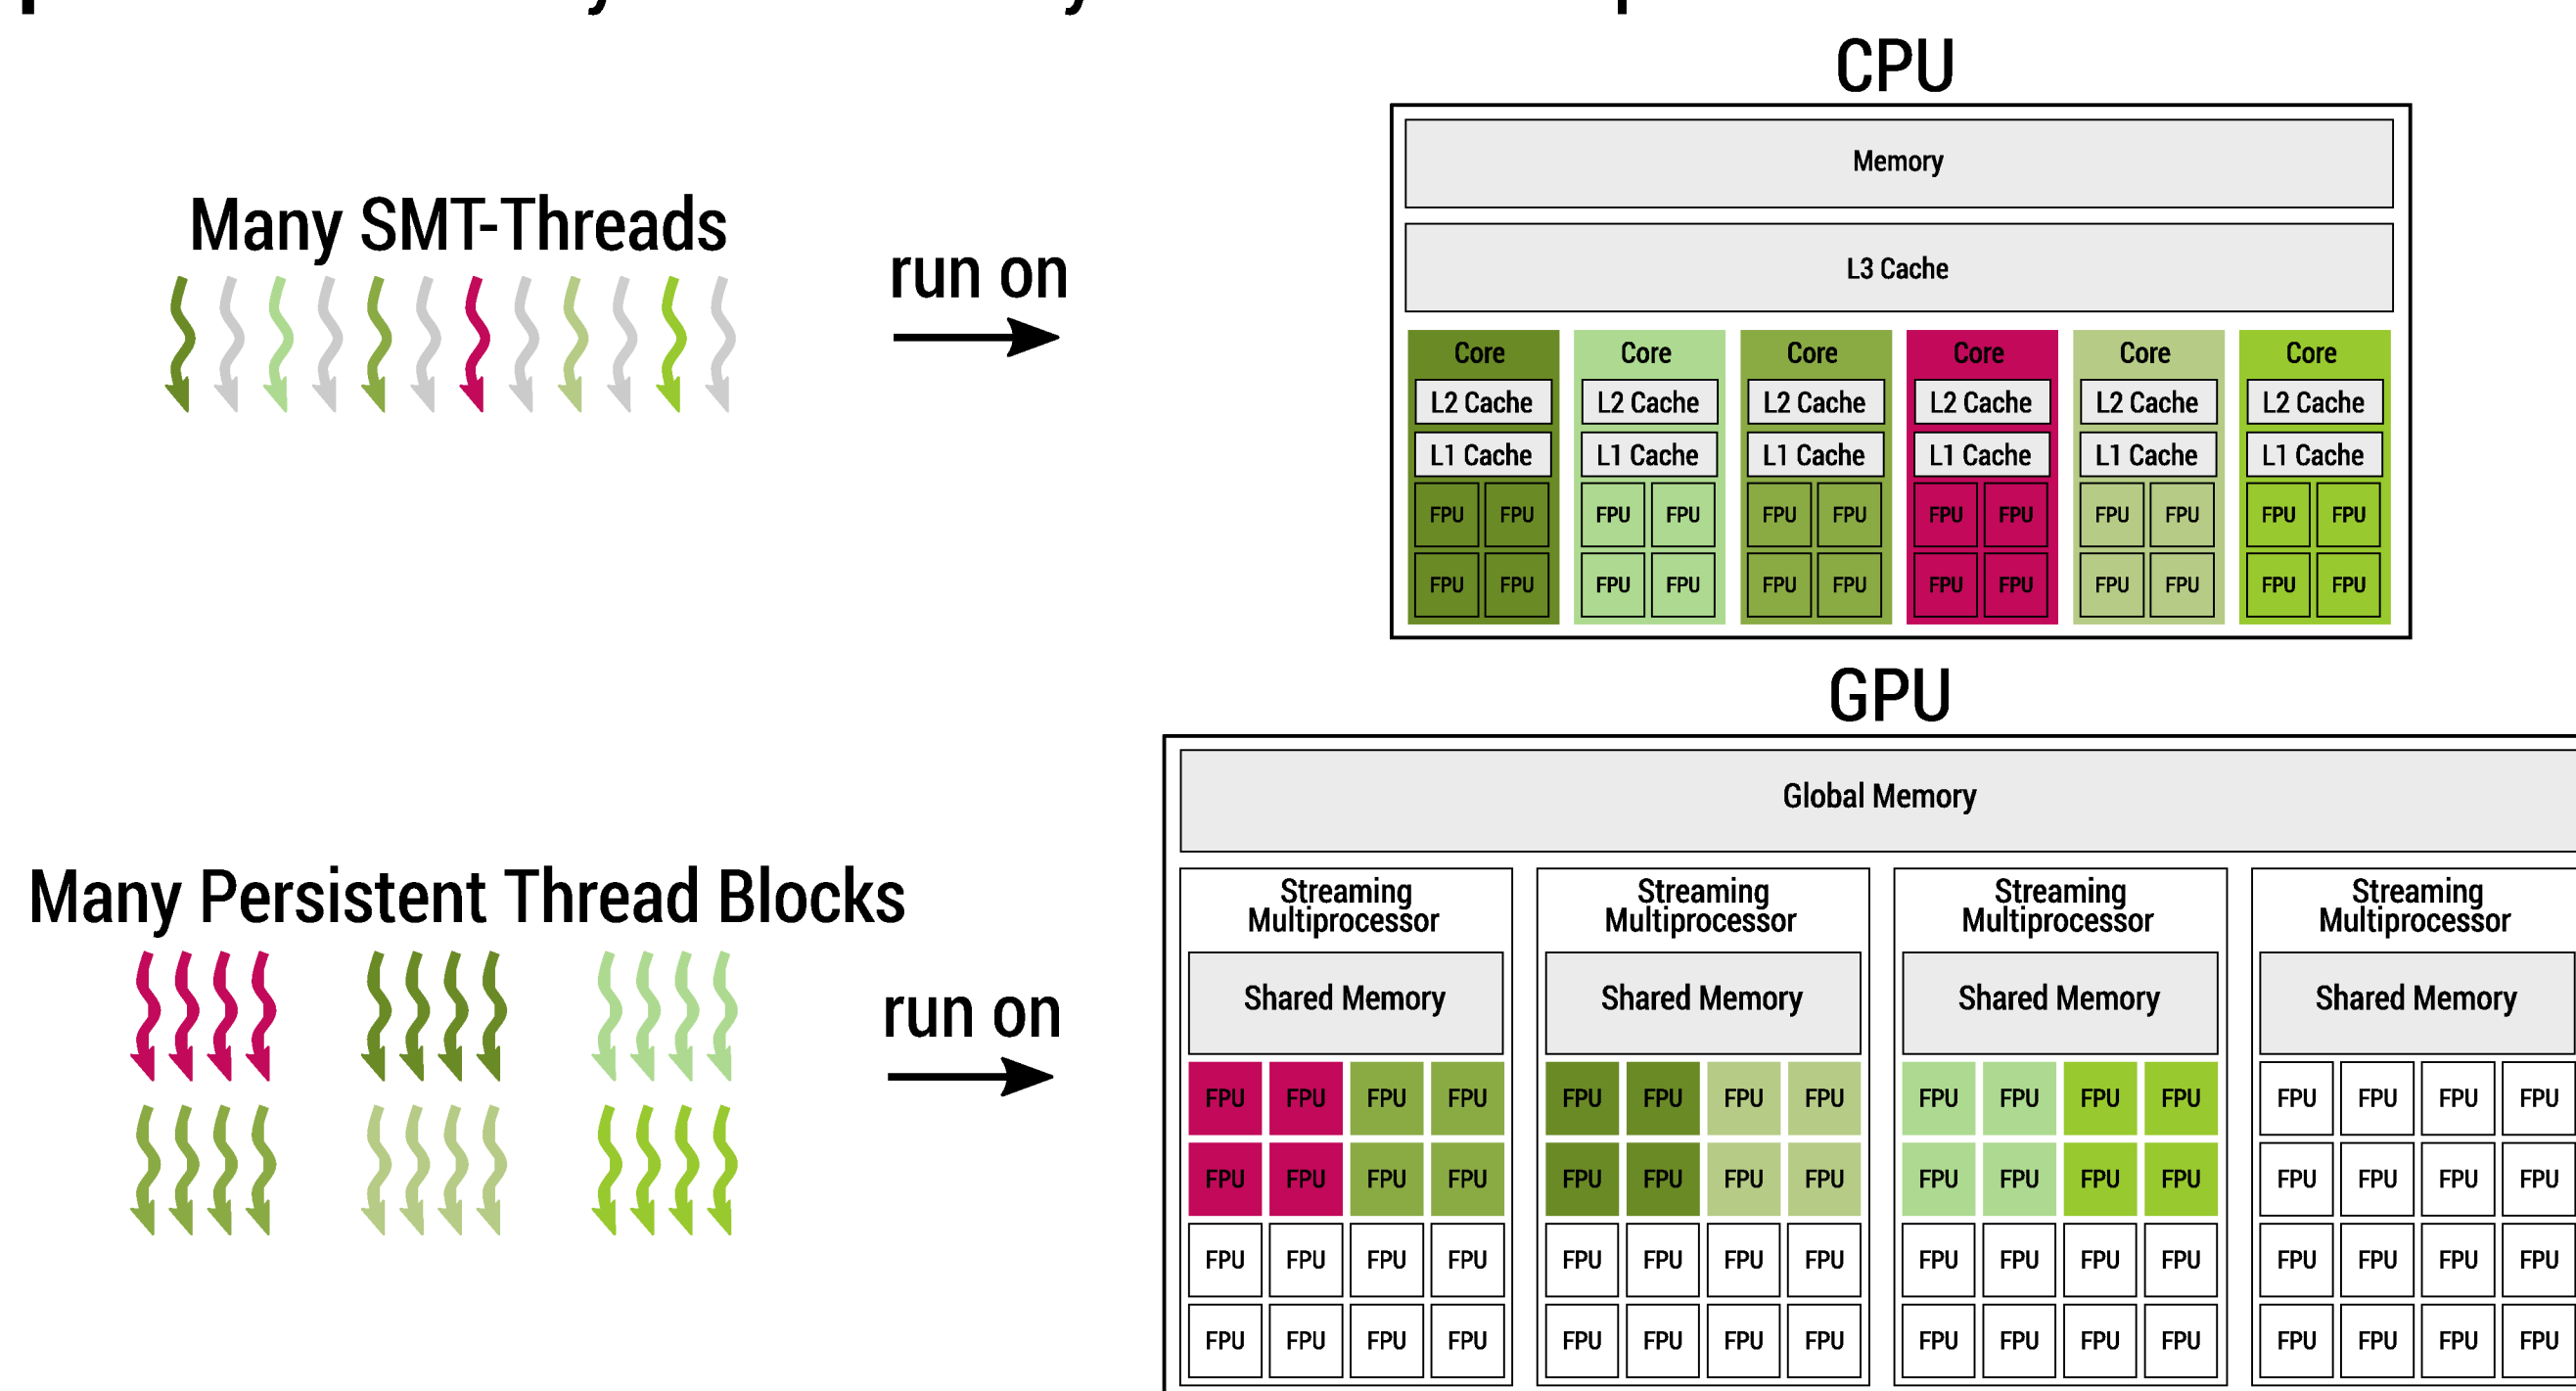 CPU
Memory
L3 Cache
Many SMT-Threads
run on
Core Core Core Core Core Core
L2 Cache L2 Cache L2 Cache L2 Cache L2 Cache L2 Cache
L1 Cache L1 Cache L1 Cache L1 Cache L1 Cache L1 Cache
FPU FPU FPU FPU FPU FPU FPU FPU FPU FPU FPU FPU
FPU FPU FPU FPU FPU FPU FPU FPU FPU FPU FPU FPU
GPU
Global Memory
Many Persistent Thread Blocks
run on
Streaming Streaming Streaming Streaming
Multiprocessor Multiprocessor Multiprocessor Multiprocessor
Shared Memory Shared Memory Shared Memory Shared Memory
FPU FPU FPU FPU FPU FPU FPU FPU FPU FPU FPU FPU FPU FPU FPU FPU
FPU FPU FPU FPU FPU FPU FPU FPU FPU FPU FPU FPU FPU FPU FPU FPU
FPU FPU FPU FPU FPU FPU FPU FPU FPU FPU FPU FPU FPU FPU FPU FPU
FPU FPU FPU FPU FPU FPU FPU FPU FPU FPU FPU FPU FPU FPU FPU FPU